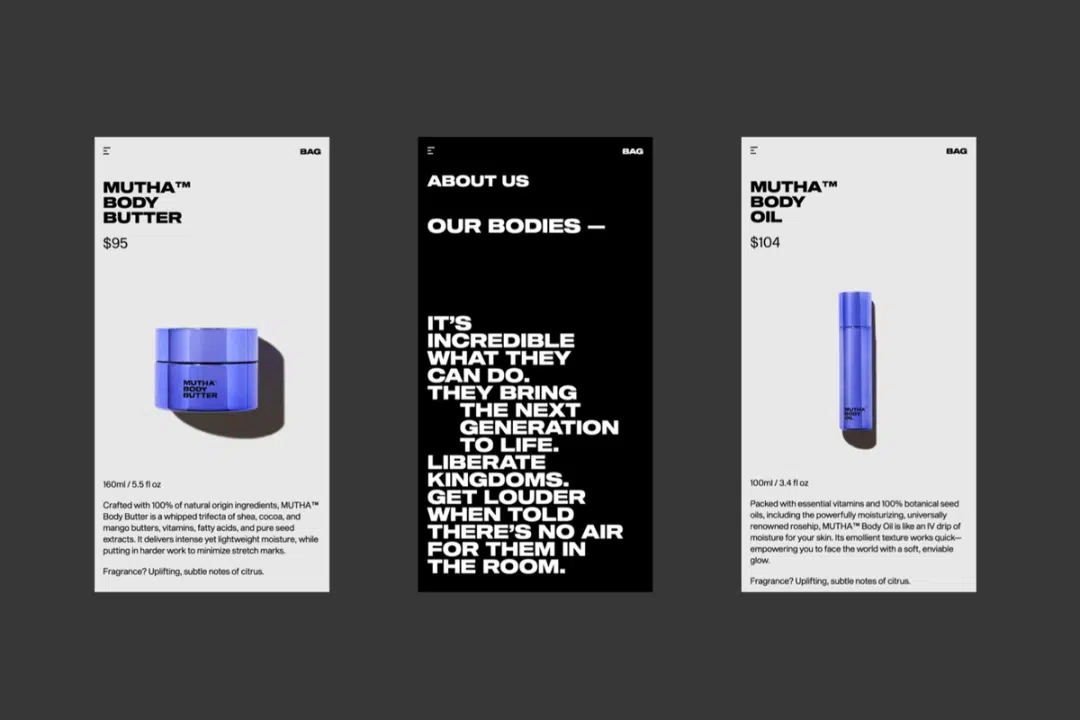 BAG
MUTHA™
BODY
BUTTER
$95
MUTHA
BODY
BUTTER
160ml / 5.5 fl oz
Crafted with 100% of natural origin ingredients, MUTHA™
Body Butter is a whipped trifecta of shea, cocoa, and
mango butters, vitamins, fatty acids, and pure seed
extracts. It delivers intense yet lightweight moisture, while
putting in harder work to minimize stretch marks.
Fragrance? Uplifting, subtle notes of citrus.
BAG
ABOUT US
OUR BODIES —
IT'S
INCREDIBLE
WHAT THEY
CAN DO.
THEY BRING
THE NEXT
GENERATION
TO LIFE.
LIBERATE
KINGDOMS.
GET LOUDER
WHEN TOLD
THERE'S NO AIR
FOR THEM IN
THE ROOM.
BAG
MUTHA™
BODY
OIL
$104
MUTHA
BODY
OIL
100ml / 3.4 fl oz
Packed with essential vitamins and 100% botanical seed
oils, including the powerfully moisturizing, universally
renowned rosehip, MUTHA™ Body Oil is like an IV drip of
moisture for your skin. Its emollient texture works quick—
empowering you to face the world with a soft, enviable
glow.
Fragrance? Uplifting, subtle notes of citrus.